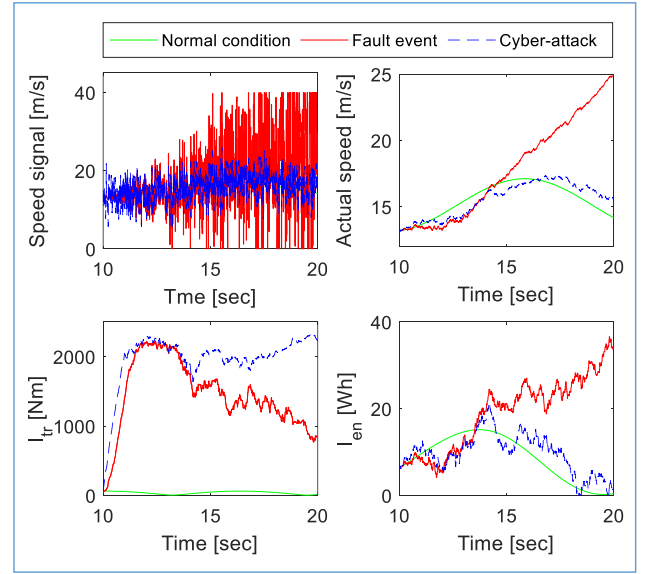 Normal condition Fault event Cyber-attack
Speed signal [m/s]
40
20
0
10 15 20
Tme [sec]
Actual speed [m/s]
25
20
15
10 15 20
Time [sec]
I_tr [Nm]
2000
1000
0
10 15 20
Time [sec]
I_en [Wh]
40
20
0
10 15 20
Time [sec]